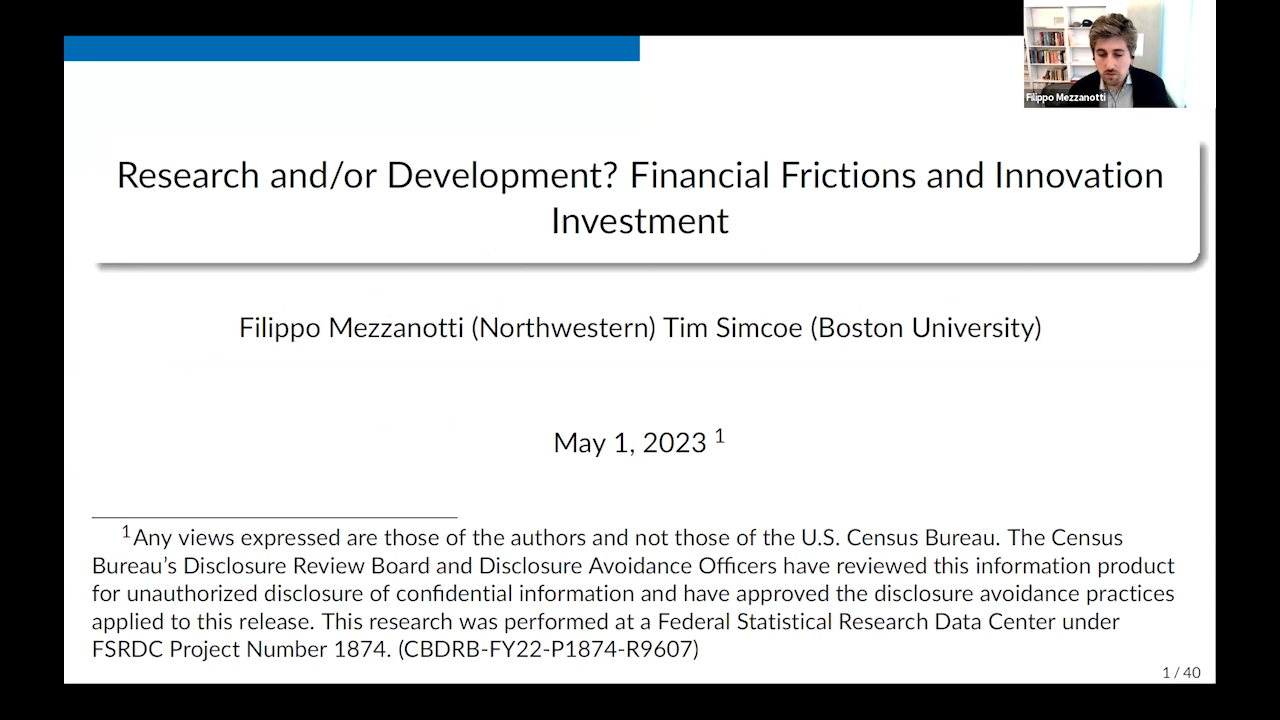 Filippo Mezzanotti
Research and/or Development? Financial Frictions and Innovation
Investment
Filippo Mezzanotti (Northwestern) Tim Simcoe (Boston University)
May 1, 2023 1
1Any views expressed are those of the authors and not those of the U.S. Census Bureau. The Census
Bureau’s Disclosure Review Board and Disclosure Avoidance Officers have reviewed this information product
for unauthorized disclosure of confidential information and have approved the disclosure avoidance practices
applied to this release. This research was performed at a Federal Statistical Research Data Center under
FSRDC Project Number 1874. (CBDRB-FY22-P1874-R9607)
1 / 40